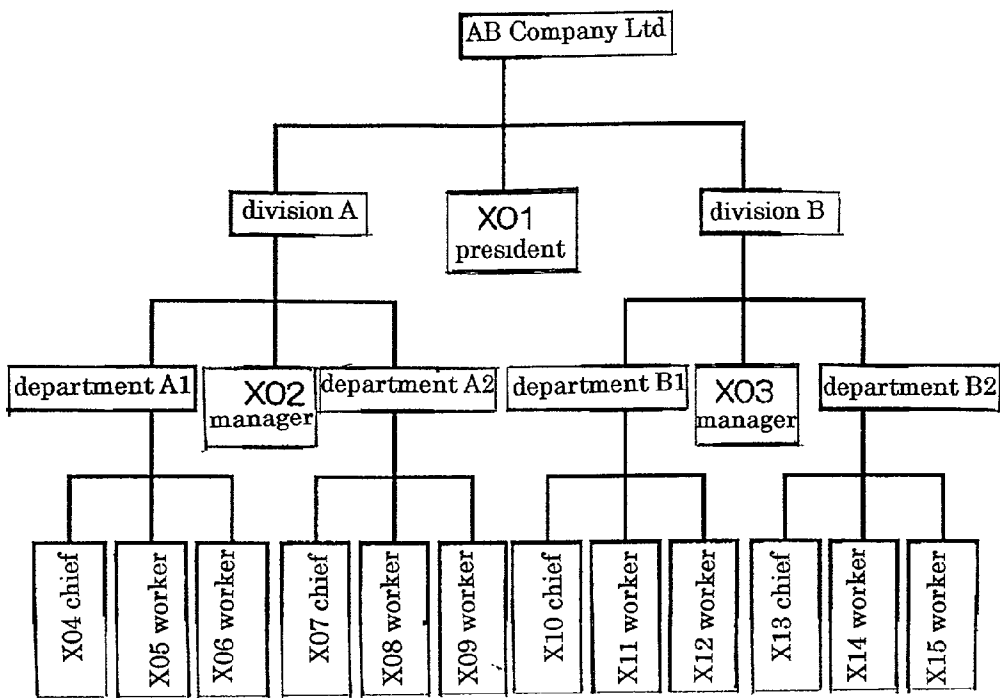 AB Company Ltd
division A
X01
president
division B
department A1
X02
manager
department A2
department B1
X03
manager
department B2
X04 chief
X05 worker
X06 worker
X07 chief
X08 worker
X09 worker
X10 chief
X11 worker
X12 worker
X13 chief
X14 worker
X15 worker